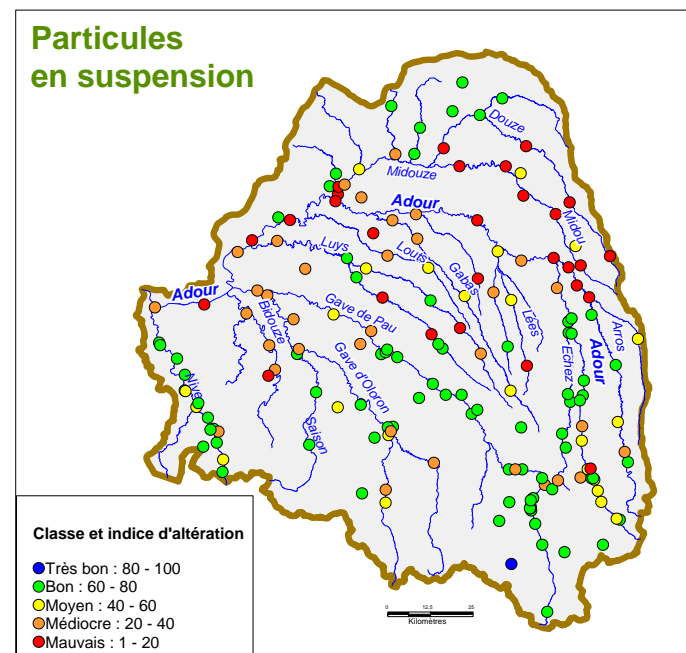 Particules
en suspension
Douze
Midouze
Adour
Midou
Luys
Louts
Gabas
Adour
Bidouze
Gave de Pau
Lées
Echez
Adour
Arros
Gave d'Oloron
Nive
Saison
Classe et indice d'altération
Très bon : 80 - 100
Bon : 60 - 80
Moyen : 40 - 60
Médiocre : 20 - 40
Mauvais : 1 - 20
0 12,5 25
Kilomètres